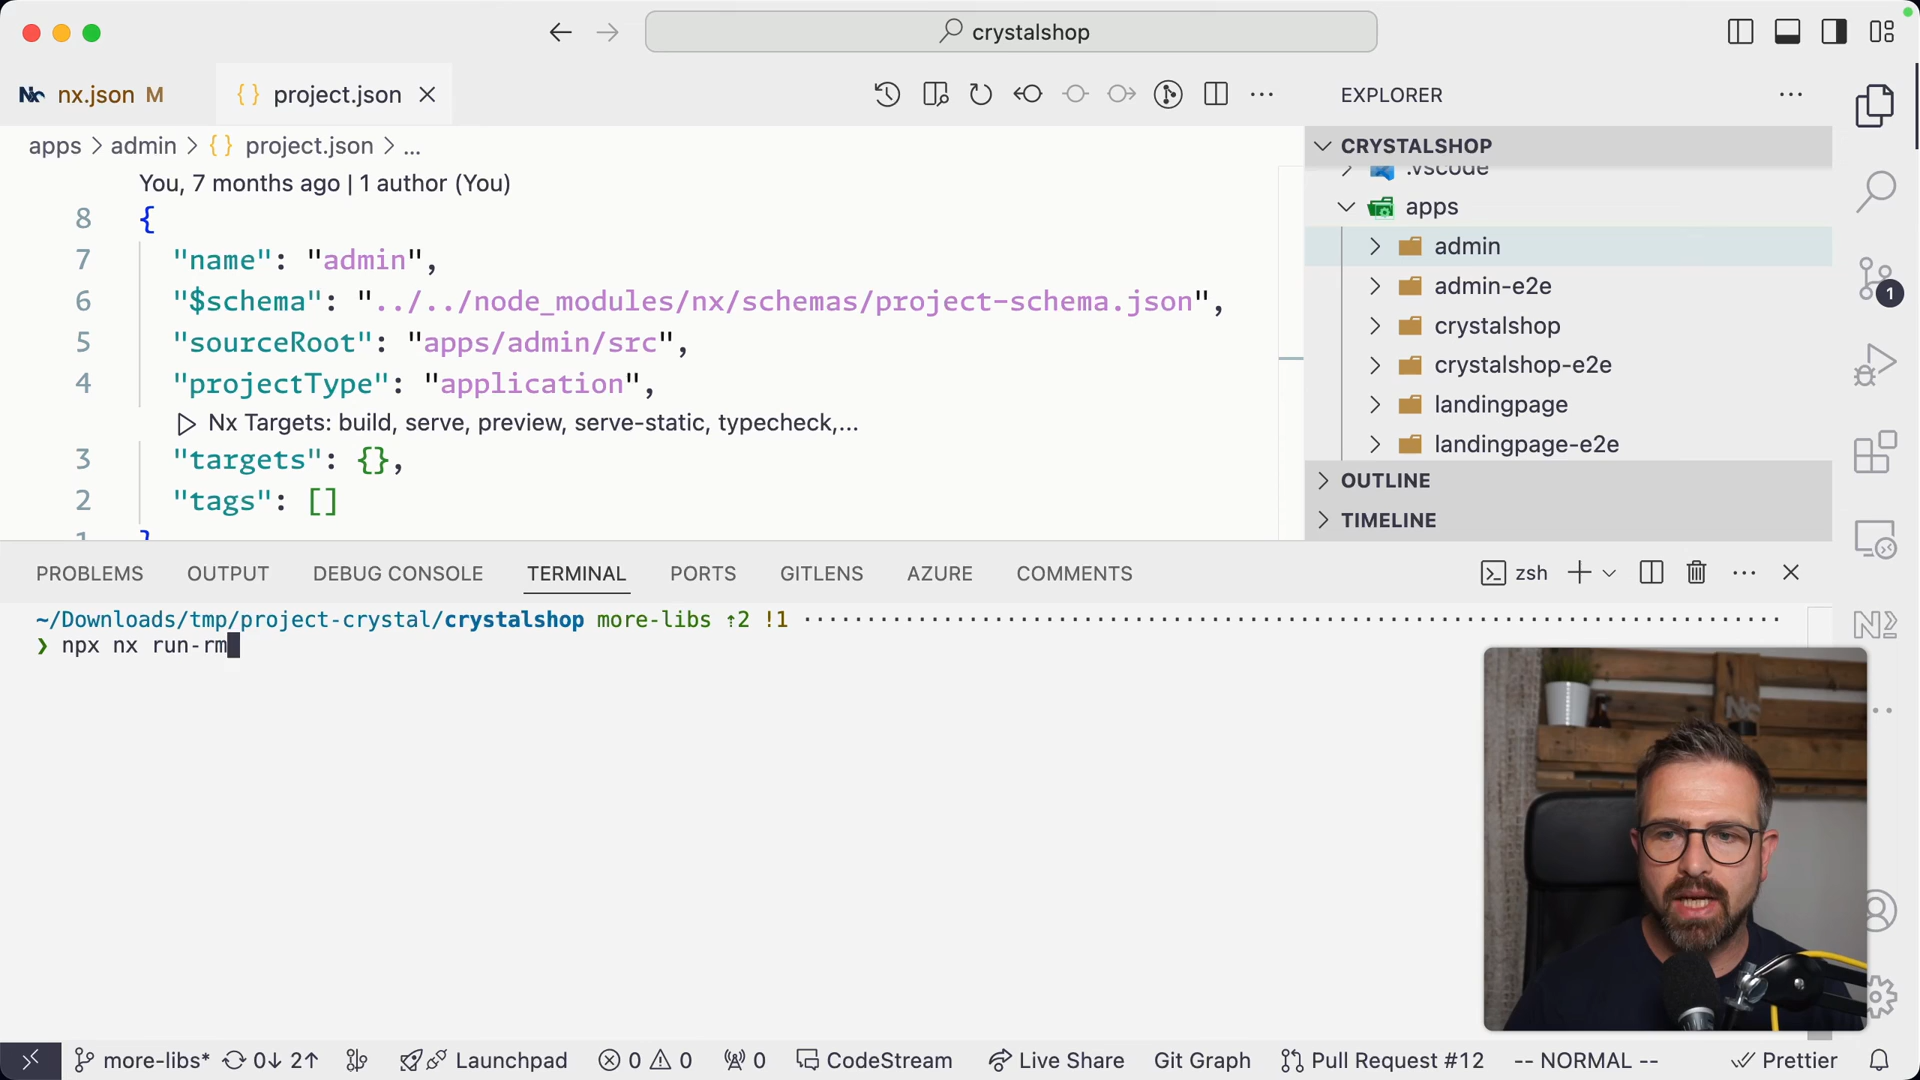 crystalshop
nx.json M
{} project.json
EXPLORER
apps > admin > {} project.json > ...
CRYSTALSHOP
.vscode
apps
admin
admin-e2e
crystalshop
crystalshop-e2e
landingpage
landingpage-e2e
OUTLINE
TIMELINE
1
You, 7 months ago | 1 author (You)
8 {
7 "name": "admin",
6 "$schema": "../../node_modules/nx/schemas/project-schema.json",
5 "sourceRoot": "apps/admin/src",
4 "projectType": "application",
Nx Targets: build, serve, preview, serve-static, typecheck,...
3 "targets": {},
2 "tags": []
1 }
PROBLEMS OUTPUT DEBUG CONSOLE TERMINAL PORTS GITLENS AZURE COMMENTS
zsh
~/Downloads/tmp/project-crystal/crystalshop more-libs ⇡2 !1
❯ npx nx run-rm
more-libs* 0↓ 2↑ Launchpad 0 0 0 CodeStream Live Share Git Graph Pull Request #12 -- NORMAL -- Prettier